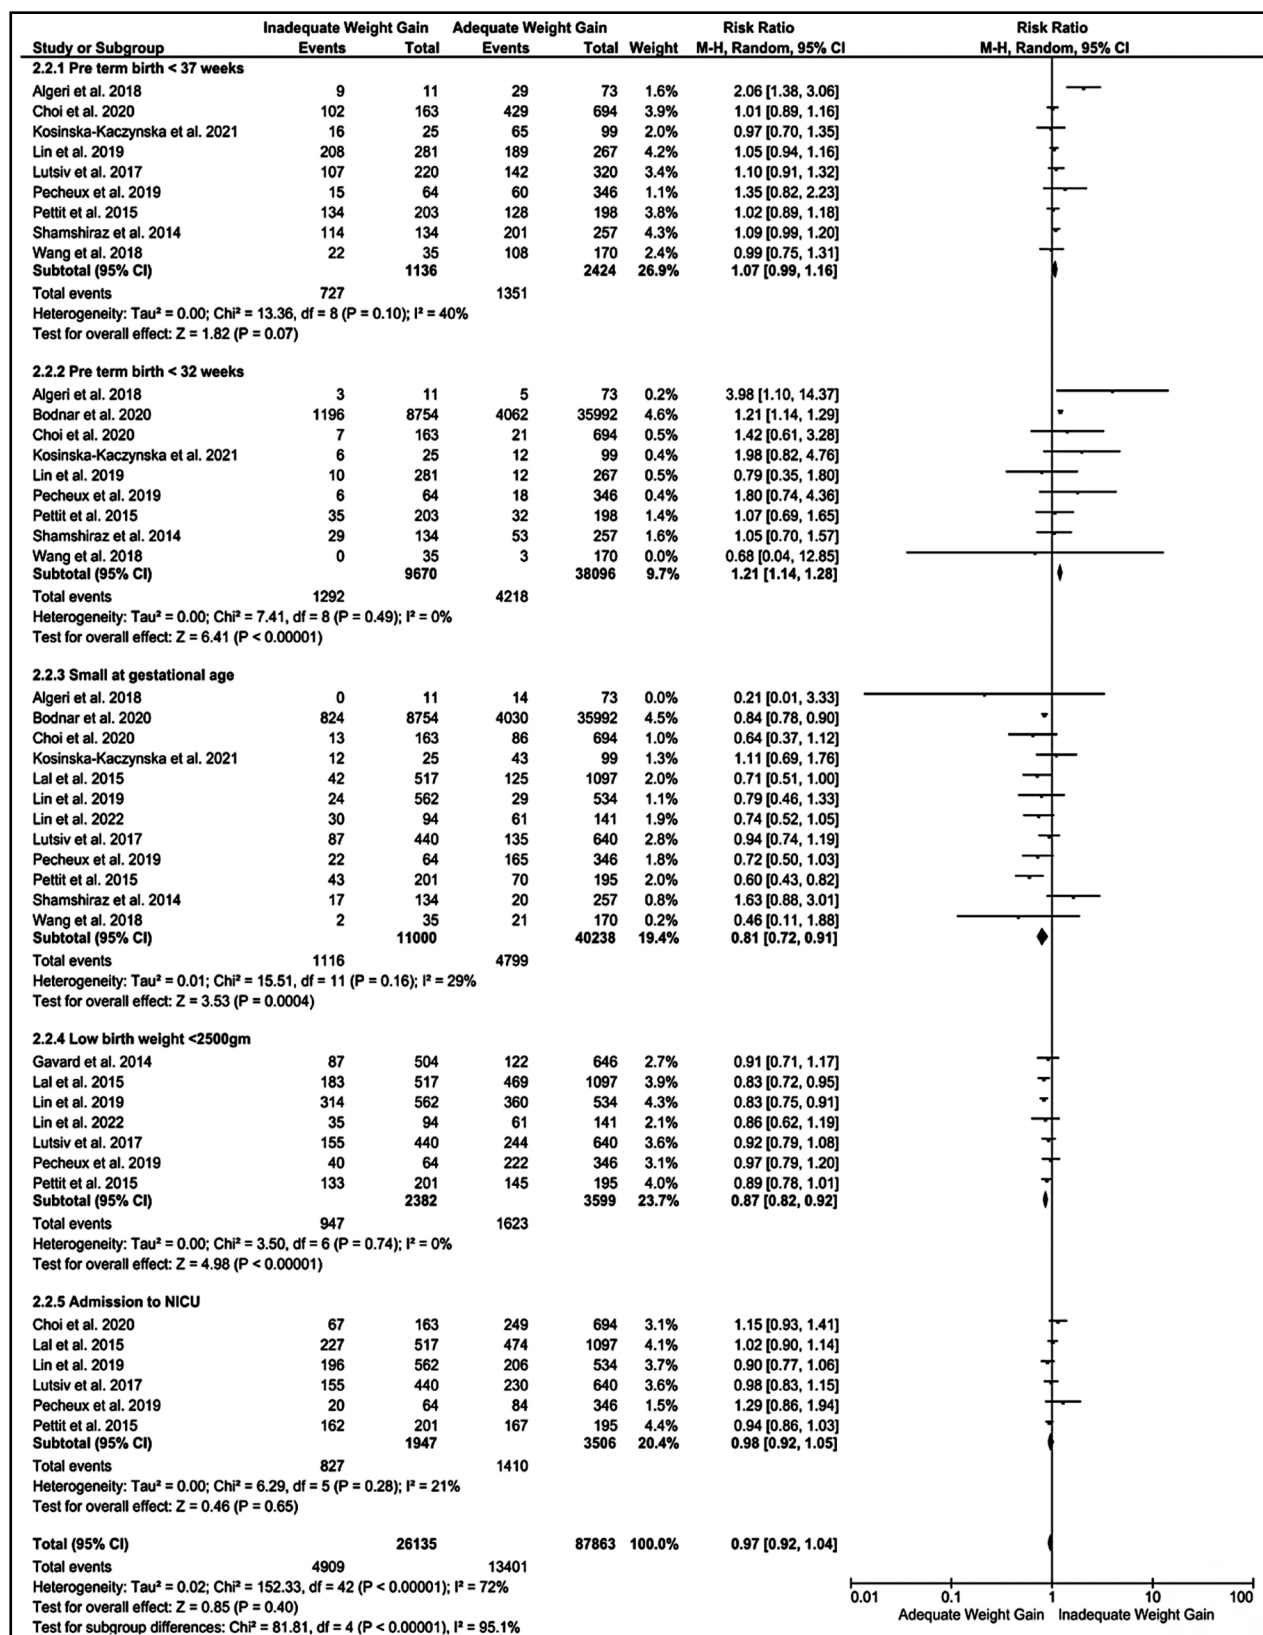 Inadequate Weight Gain Adequate Weight Gain Risk Ratio Risk Ratio
Study or Subgroup Events Total Events Total Weight M-H, Random, 95% CI M-H, Random, 95% CI
2.2.1 Pre term birth < 37 weeks
Algeri et al. 2018 9 11 29 73 1.6% 2.06 [1.38, 3.06]
Choi et al. 2020 102 163 429 694 3.9% 1.01 [0.89, 1.16]
Kosinska-Kaczynska et al. 2021 16 25 65 99 2.0% 0.97 [0.70, 1.35]
Lin et al. 2019 208 281 189 267 4.2% 1.05 [0.94, 1.16]
Lutsiv et al. 2017 107 220 142 320 3.4% 1.10 [0.91, 1.32]
Pecheux et al. 2019 15 64 60 346 1.1% 1.35 [0.82, 2.23]
Pettit et al. 2015 134 203 128 198 3.8% 1.02 [0.89, 1.18]
Shamshiraz et al. 2014 114 134 201 257 4.3% 1.09 [0.99, 1.20]
Wang et al. 2018 22 35 108 170 2.4% 0.99 [0.75, 1.31]
Subtotal (95% CI) 1136 2424 26.9% 1.07 [0.99, 1.16]
Total events 727 1351
Heterogeneity: Tau² = 0.00; Chi² = 13.36, df = 8 (P = 0.10); I² = 40%
Test for overall effect: Z = 1.82 (P = 0.07)
2.2.2 Pre term birth < 32 weeks
Algeri et al. 2018 3 11 5 73 0.2% 3.98 [1.10, 14.37]
Bodnar et al. 2020 1196 8754 4062 35992 4.6% 1.21 [1.14, 1.29]
Choi et al. 2020 7 163 21 694 0.5% 1.42 [0.61, 3.28]
Kosinska-Kaczynska et al. 2021 6 25 12 99 0.4% 1.98 [0.82, 4.76]
Lin et al. 2019 10 281 12 267 0.5% 0.79 [0.35, 1.80]
Pecheux et al. 2019 6 64 18 346 0.4% 1.80 [0.74, 4.36]
Pettit et al. 2015 35 203 32 198 1.4% 1.07 [0.69, 1.65]
Shamshiraz et al. 2014 29 134 53 257 1.6% 1.05 [0.70, 1.57]
Wang et al. 2018 0 35 3 170 0.0% 0.68 [0.04, 12.85]
Subtotal (95% CI) 9670 38096 9.7% 1.21 [1.14, 1.28]
Total events 1292 4218
Heterogeneity: Tau² = 0.00; Chi² = 7.41, df = 8 (P = 0.49); I² = 0%
Test for overall effect: Z = 6.41 (P < 0.00001)
2.2.3 Small at gestational age
Algeri et al. 2018 0 11 14 73 0.0% 0.21 [0.01, 3.33]
Bodnar et al. 2020 824 8754 4030 35992 4.5% 0.84 [0.78, 0.90]
Choi et al. 2020 13 163 86 694 1.0% 0.64 [0.37, 1.12]
Kosinska-Kaczynska et al. 2021 12 25 43 99 1.3% 1.11 [0.69, 1.76]
Lal et al. 2015 42 517 125 1097 2.0% 0.71 [0.51, 1.00]
Lin et al. 2019 24 562 29 534 1.1% 0.79 [0.46, 1.33]
Lin et al. 2022 30 94 61 141 1.9% 0.74 [0.52, 1.05]
Lutsiv et al. 2017 87 440 135 640 2.8% 0.94 [0.74, 1.19]
Pecheux et al. 2019 22 64 165 346 1.8% 0.72 [0.50, 1.03]
Pettit et al. 2015 43 201 70 195 2.0% 0.60 [0.43, 0.82]
Shamshiraz et al. 2014 17 134 20 257 0.8% 1.63 [0.88, 3.01]
Wang et al. 2018 2 35 21 170 0.2% 0.46 [0.11, 1.88]
Subtotal (95% CI) 11000 40238 19.4% 0.81 [0.72, 0.91]
Total events 1116 4799
Heterogeneity: Tau² = 0.01; Chi² = 15.51, df = 11 (P = 0.16); I² = 29%
Test for overall effect: Z = 3.53 (P = 0.0004)
2.2.4 Low birth weight <2500gm
Gavard et al. 2014 87 504 122 646 2.7% 0.91 [0.71, 1.17]
Lal et al. 2015 183 517 469 1097 3.9% 0.83 [0.72, 0.95]
Lin et al. 2019 314 562 360 534 4.3% 0.83 [0.75, 0.91]
Lin et al. 2022 35 94 61 141 2.1% 0.86 [0.62, 1.19]
Lutsiv et al. 2017 155 440 244 640 3.6% 0.92 [0.79, 1.08]
Pecheux et al. 2019 40 64 222 346 3.1% 0.97 [0.79, 1.20]
Pettit et al. 2015 133 201 145 195 4.0% 0.89 [0.78, 1.01]
Subtotal (95% CI) 2382 3599 23.7% 0.87 [0.82, 0.92]
Total events 947 1623
Heterogeneity: Tau² = 0.00; Chi² = 3.50, df = 6 (P = 0.74); I² = 0%
Test for overall effect: Z = 4.98 (P < 0.00001)
2.2.5 Admission to NICU
Choi et al. 2020 67 163 249 694 3.1% 1.15 [0.93, 1.41]
Lal et al. 2015 227 517 474 1097 4.1% 1.02 [0.90, 1.14]
Lin et al. 2019 196 562 206 534 3.7% 0.90 [0.77, 1.06]
Lutsiv et al. 2017 155 440 230 640 3.6% 0.98 [0.83, 1.15]
Pecheux et al. 2019 20 64 84 346 1.5% 1.29 [0.86, 1.94]
Pettit et al. 2015 162 201 167 195 4.4% 0.94 [0.86, 1.03]
Subtotal (95% CI) 1947 3506 20.4% 0.98 [0.92, 1.05]
Total events 827 1410
Heterogeneity: Tau² = 0.00; Chi² = 6.29, df = 5 (P = 0.28); I² = 21%
Test for overall effect: Z = 0.46 (P = 0.65)
Total (95% CI) 26135 87863 100.0% 0.97 [0.92, 1.04]
Total events 4909 13401
Heterogeneity: Tau² = 0.02; Chi² = 152.33, df = 42 (P < 0.00001); I² = 72%
Test for overall effect: Z = 0.85 (P = 0.40)
Test for subgroup differences: Chi² = 81.81, df = 4 (P < 0.00001), I² = 95.1%
0.01 0.1 1 10 100
Adequate Weight Gain Inadequate Weight Gain